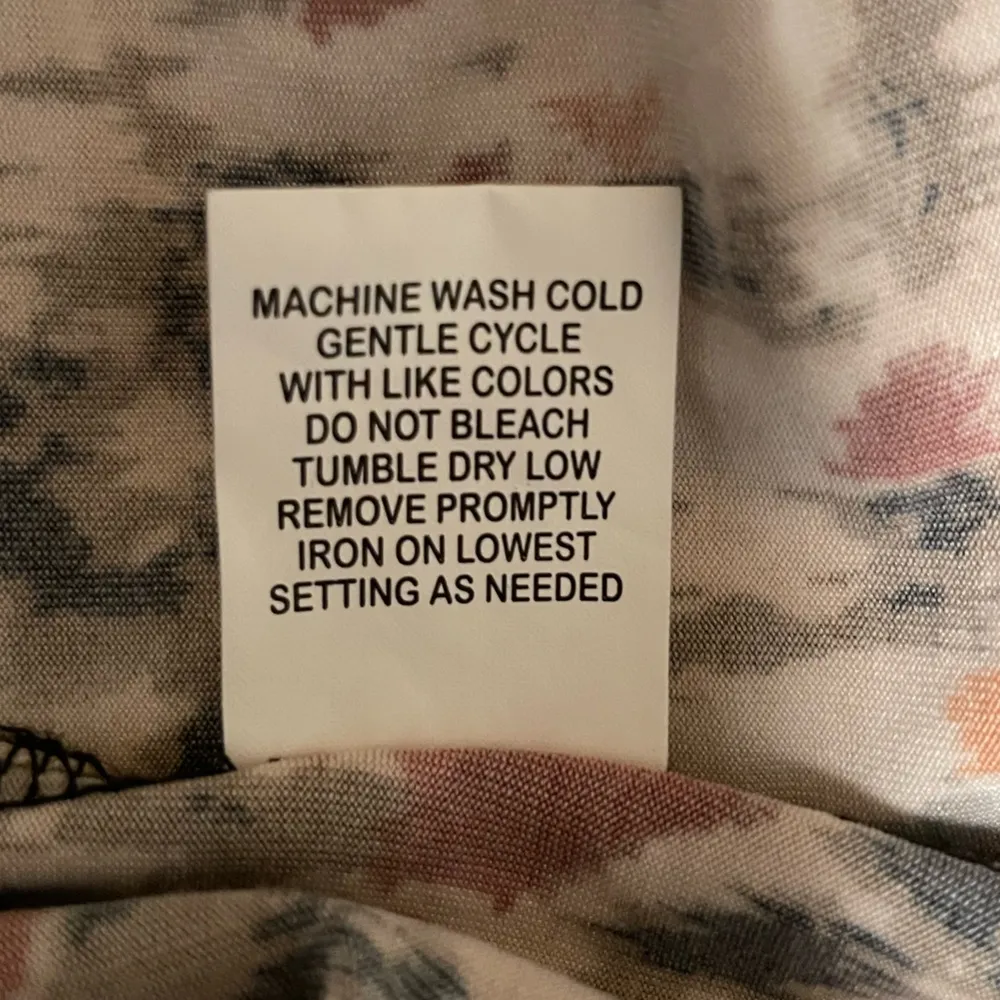 MACHINE WASH COLD
GENTLE CYCLE
WITH LIKE COLORS
DO NOT BLEACH
TUMBLE DRY LOW
REMOVE PROMPTLY
IRON ON LOWEST
SETTING AS NEEDED